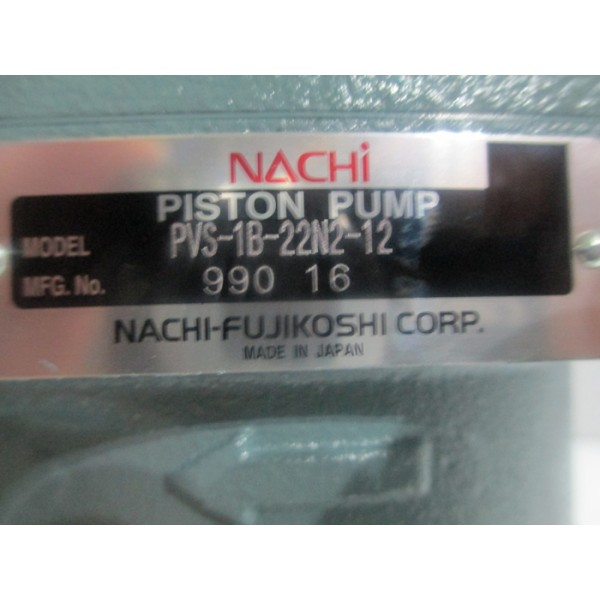 NACHi
PISTON PUMP
MODEL PVS-1B-22N2-12
MFG. No. 990 16
NACHI-FUJIKOSHI CORP.
MADE IN JAPAN